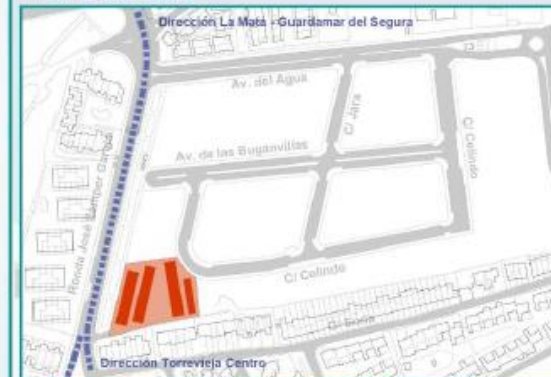 Dirección La Mata - Guardamar del Segura
Av. del Agua
C/ Jara
Av. de las Buganvillas
C/ Celindo
Ronda José Samper García
C/ Celindo
Dirección Torrevieja Centro